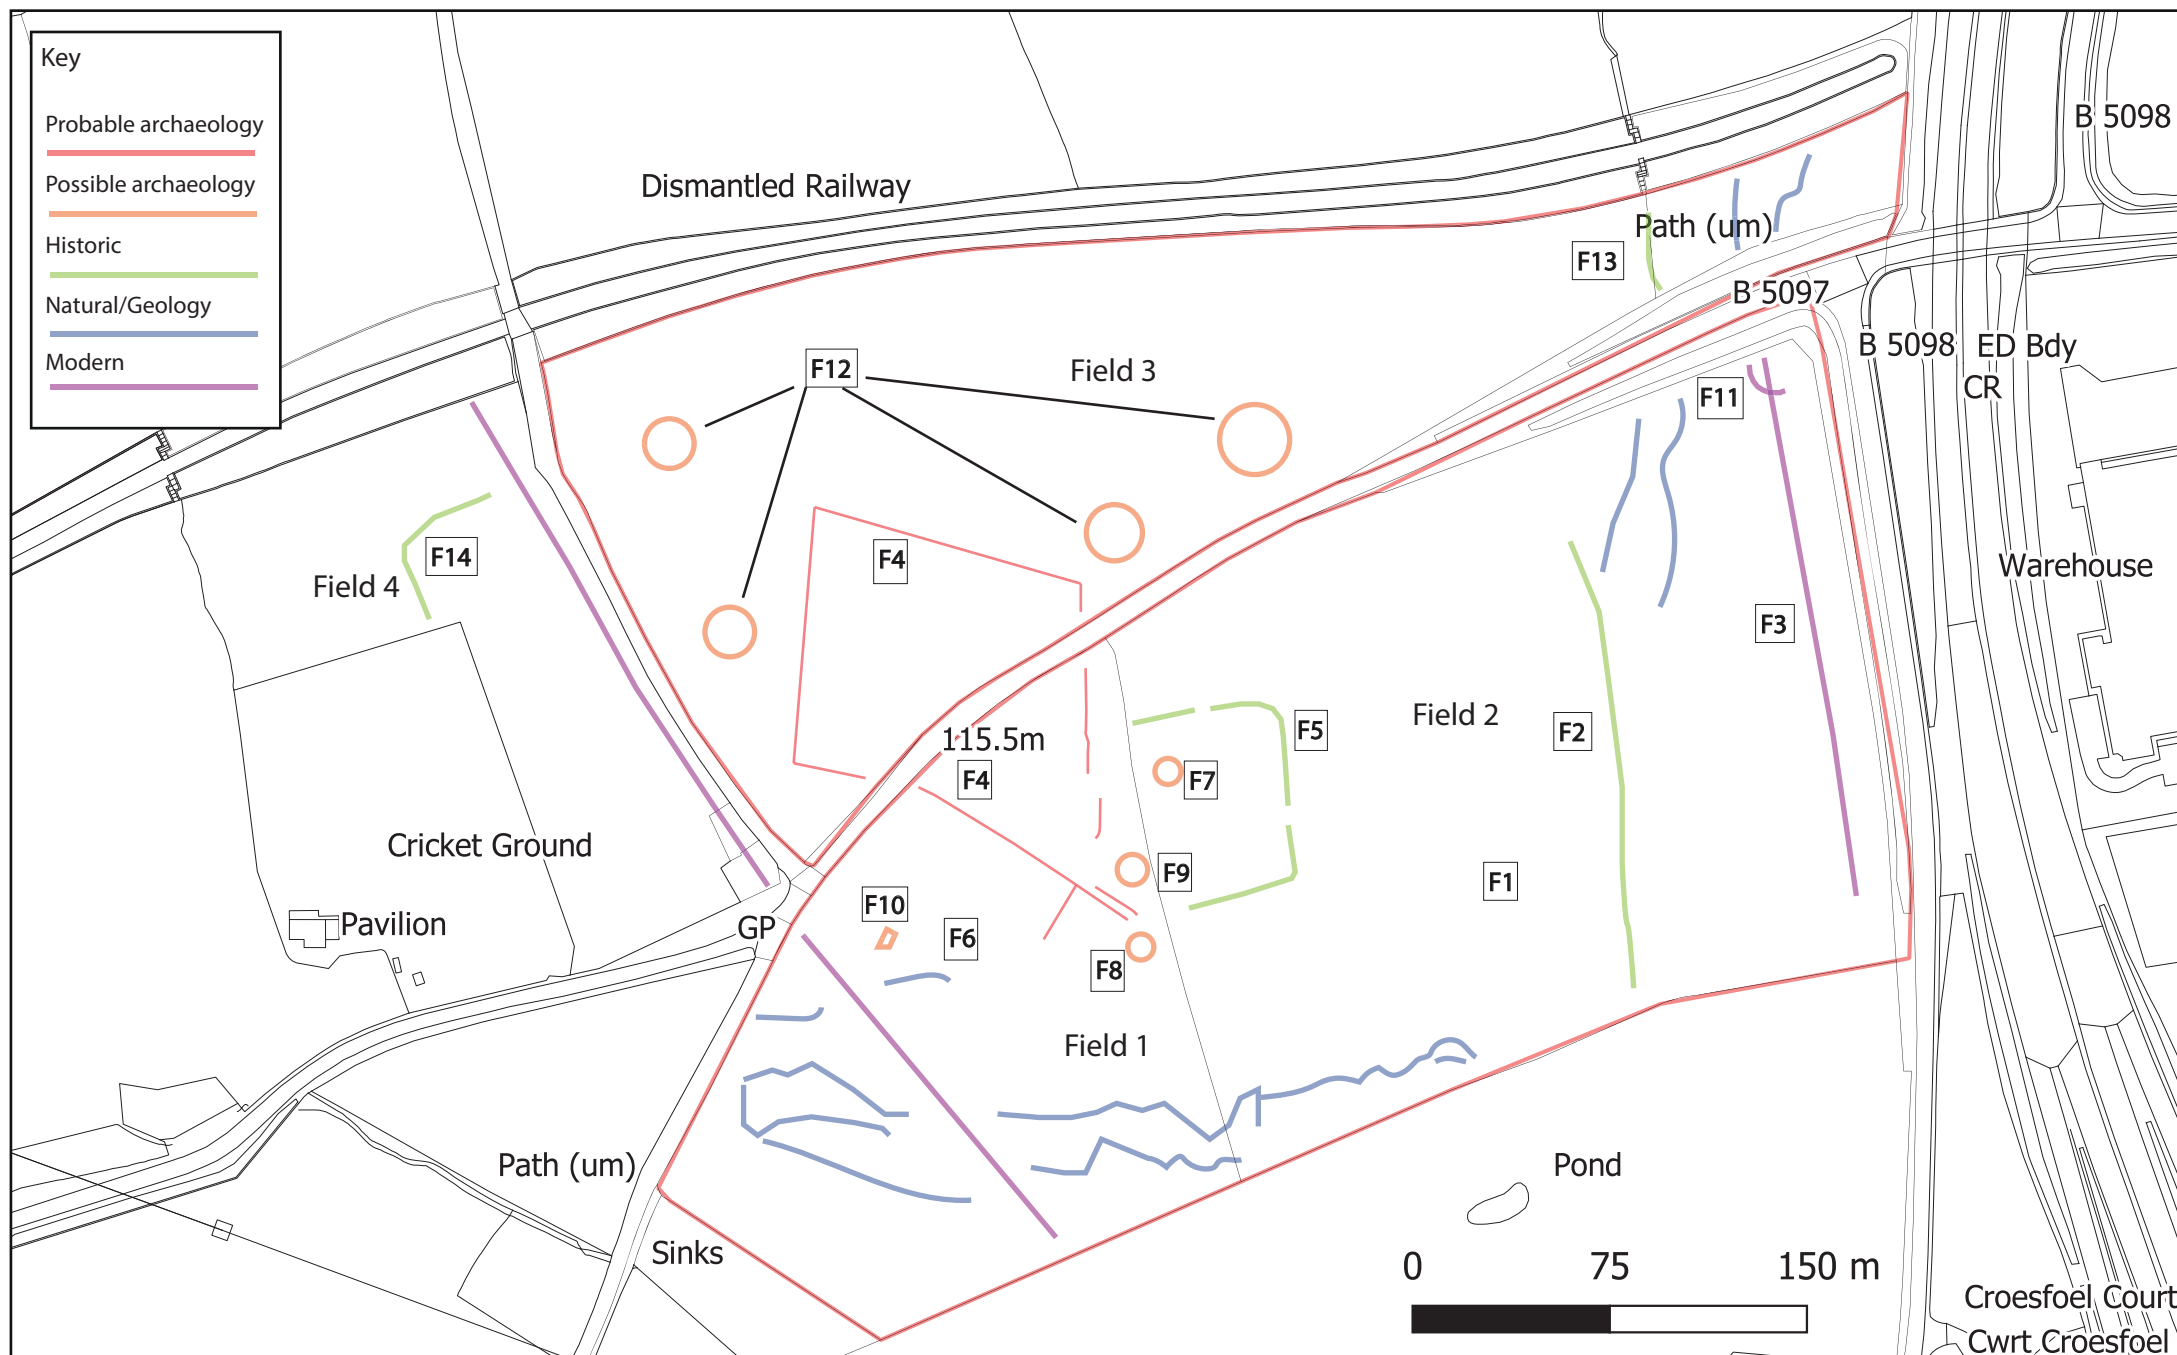 Key
Probable archaeology
Possible archaeology
Historic
Natural/Geology
Modern
B 5098
Dismantled Railway
Path (um)
F13
B 5097
B 5098
ED Bdy
CR
F12
Field 3
F11
F14
Field 4
F4
Warehouse
F3
Field 2
F2
F5
115.5m
F4
F7
Cricket Ground
F9
F1
F10
Pavilion
GP
F6
F8
Field 1
Path (um)
Pond
Sinks
0 75 150 m
Croesfoel Court
Cwrt Croesfoel